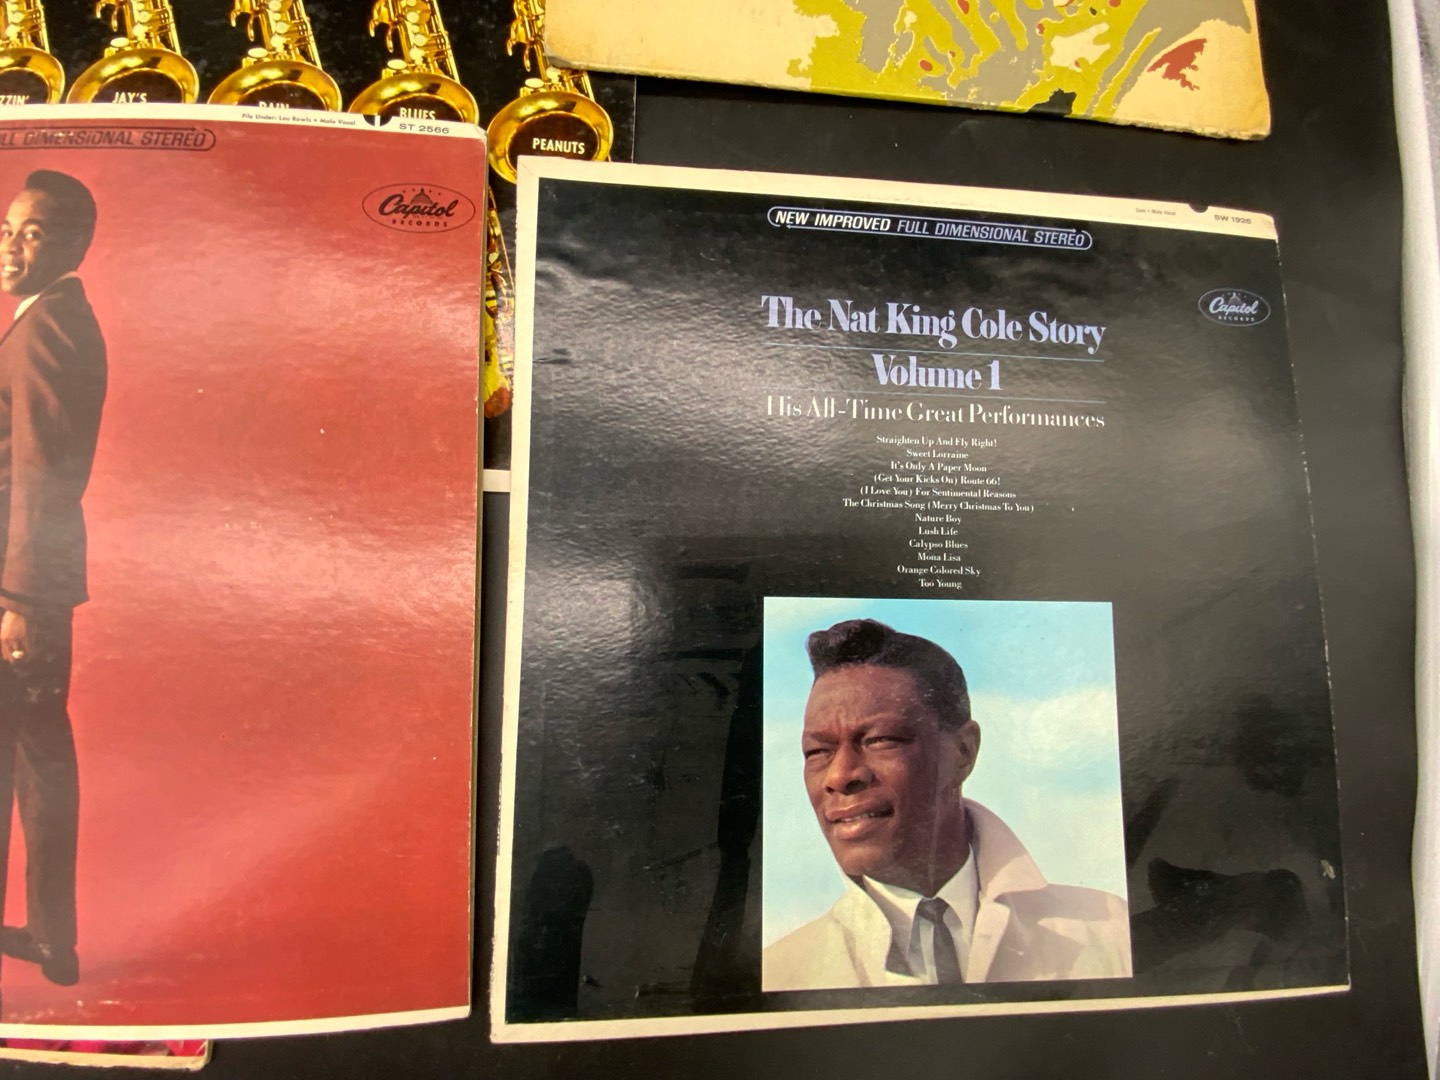 ZZIN'
JAY'S
RAIN
BLUES
PEANUTS
File Under: Lou Rawls • Male Vocal
ST 2566
LL DIMENSIONAL STEREO
Capitol
RECORDS
Male Vocal
SW 1926
NEW IMPROVED FULL DIMENSIONAL STEREO
Capitol
RECORDS
The Nat King Cole Story
Volume 1
His All-Time Great Performances
Straighten Up And Fly Right!
Sweet Lorraine
It's Only A Paper Moon
(Get Your Kicks On) Route 66!
(I Love You) For Sentimental Reasons
The Christmas Song (Merry Christmas To You)
Nature Boy
Lush Life
Calypso Blues
Mona Lisa
Orange Colored Sky
Too Young